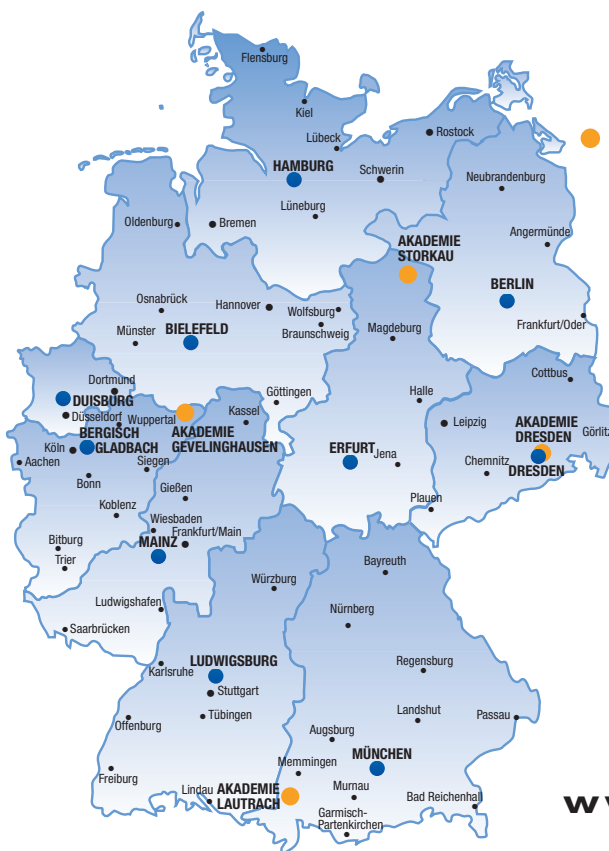 Flensburg
Kiel
Lübeck
Rostock
HAMBURG
Schwerin
Neubrandenburg
Lüneburg
Oldenburg
Bremen
Angermünde
AKADEMIE
STORKAU
BERLIN
Osnabrück
Hannover
Wolfsburg
Frankfurt/Oder
Münster
BIELEFELD
Braunschweig
Magdeburg
Cottbus
Dortmund
DUISBURG
Göttingen
Halle
Düsseldorf
Wuppertal
Kassel
Leipzig
AKADEMIE
DRESDEN
Görlitz
BERGISCH
GLADBACH
AKADEMIE
GEVELINGHAUSEN
Köln
Aachen
Siegen
ERFURT
Jena
Chemnitz
DRESDEN
Bonn
Gießen
Plauen
Koblenz
Wiesbaden
Frankfurt/Main
Bitburg
MAINZ
Trier
Bayreuth
Würzburg
Ludwigshafen
Nürnberg
Saarbrücken
Karlsruhe
LUDWIGSBURG
Regensburg
Stuttgart
Offenburg
Tübingen
Landshut
Passau
Augsburg
MÜNCHEN
Freiburg
Memmingen
Lindau
AKADEMIE
LAUTRACH
Murnau
Bad Reichenhall
Garmisch-
Partenkirchen